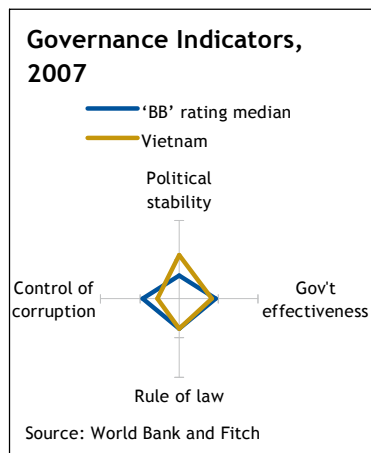 Governance Indicators,
2007
‘BB’ rating median
Vietnam
Political
stability
Control of
corruption
Gov't
effectiveness
Rule of law
Source: World Bank and Fitch